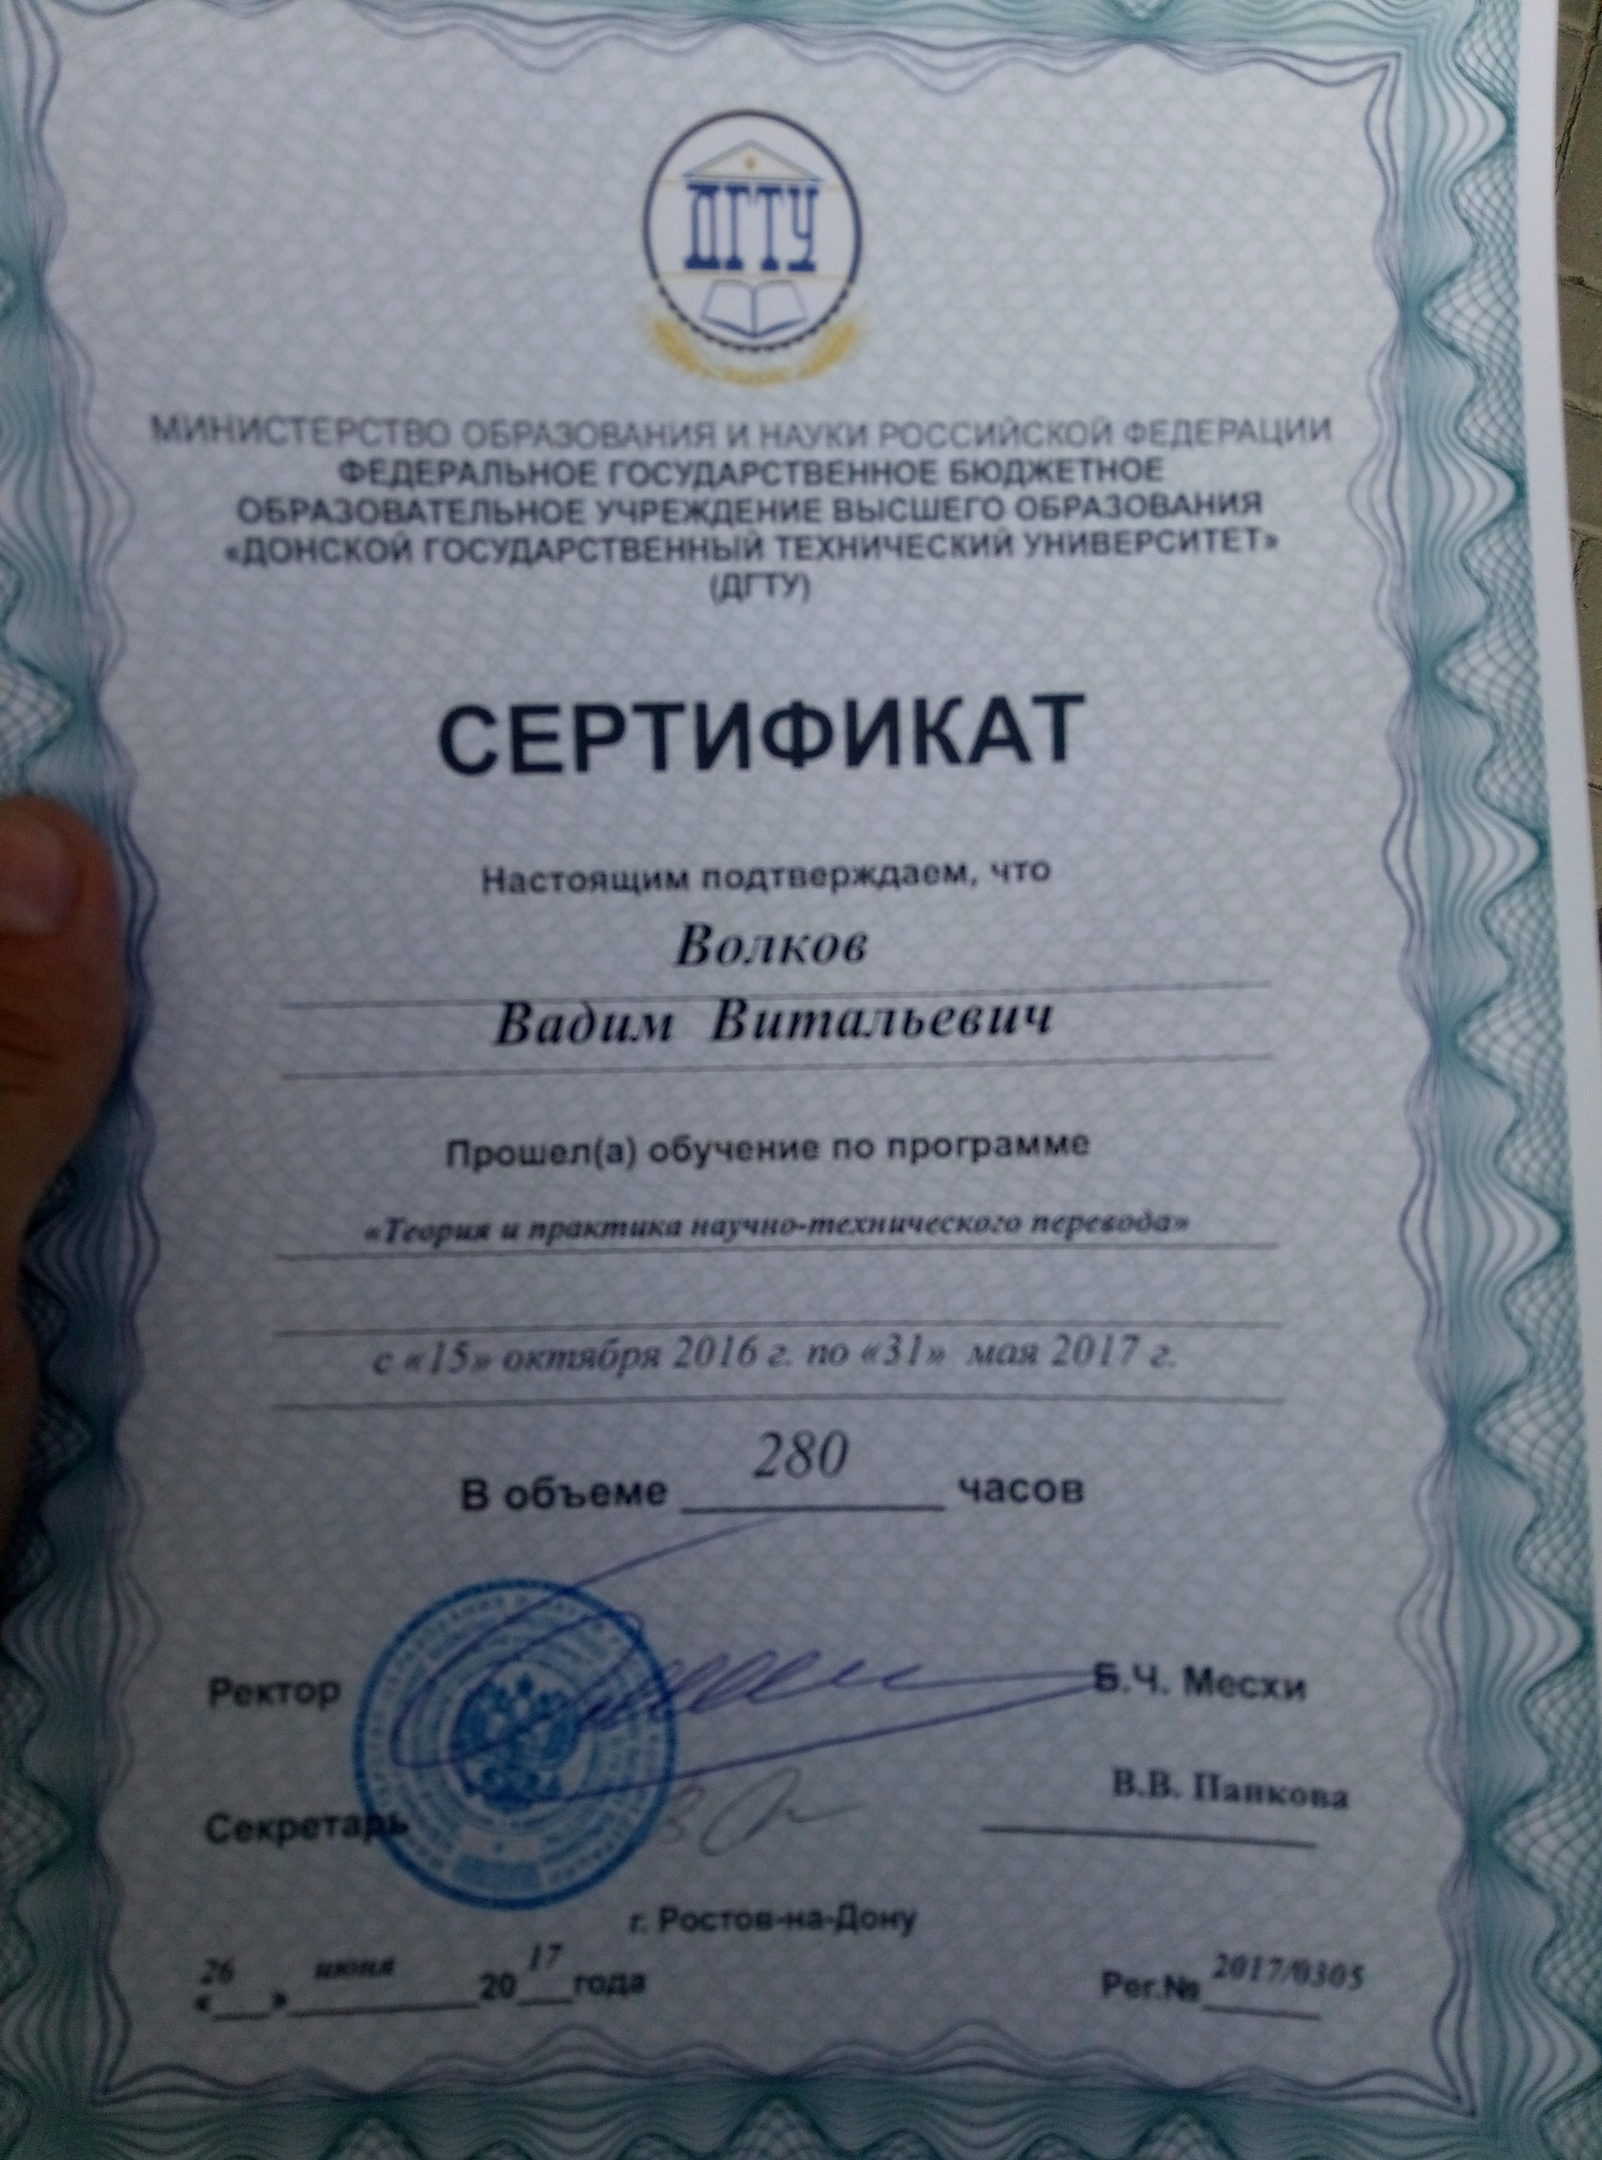 ДГТУ
МИНИСТЕРСТВО ОБРАЗОВАНИЯ И НАУКИ РОССИЙСКОЙ ФЕДЕРАЦИИ
ФЕДЕРАЛЬНОЕ ГОСУДАРСТВЕННОЕ БЮДЖЕТНОЕ
ОБРАЗОВАТЕЛЬНОЕ УЧРЕЖДЕНИЕ ВЫСШЕГО ОБРАЗОВАНИЯ
«ДОНСКОЙ ГОСУДАРСТВЕННЫЙ ТЕХНИЧЕСКИЙ УНИВЕРСИТЕТ»
(ДГТУ)
СЕРТИФИКАТ
Настоящим подтверждаем, что
Волков
Вадим Витальевич
Прошел(а) обучение по программе
«Теория и практика научно-технического перевода»
с «15» октября 2016 г. по «31» мая 2017 г.
В объеме 280 часов
Ректор Б.Ч. Месхи
Секретарь В.В. Папкова
г. Ростов-на-Дону
«26» июня 2017 года Рег.№ 2017/0305